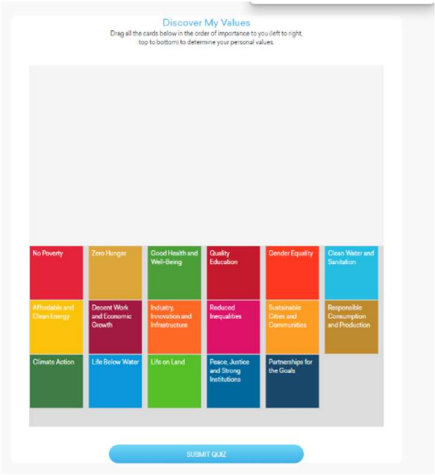 Discover My Values
Drag all the cards below in the order of importance to you (left to right,
top to bottom) to determine your personal values.
No Poverty
Zero Hunger
Good Health and
Well-Being
Quality
Education
Gender Equality
Clean Water and
Sanitation
Affordable and
Clean Energy
Decent Work
and Economic
Growth
Industry,
Innovation and
Infrastructure
Reduced
Inequalities
Sustainable
Cities and
Communities
Responsible
Consumption
and Production
Climate Action
Life Below Water
Life on Land
Peace, Justice
and Strong
Institutions
Partnerships for
the Goals
SUBMIT QUIZ